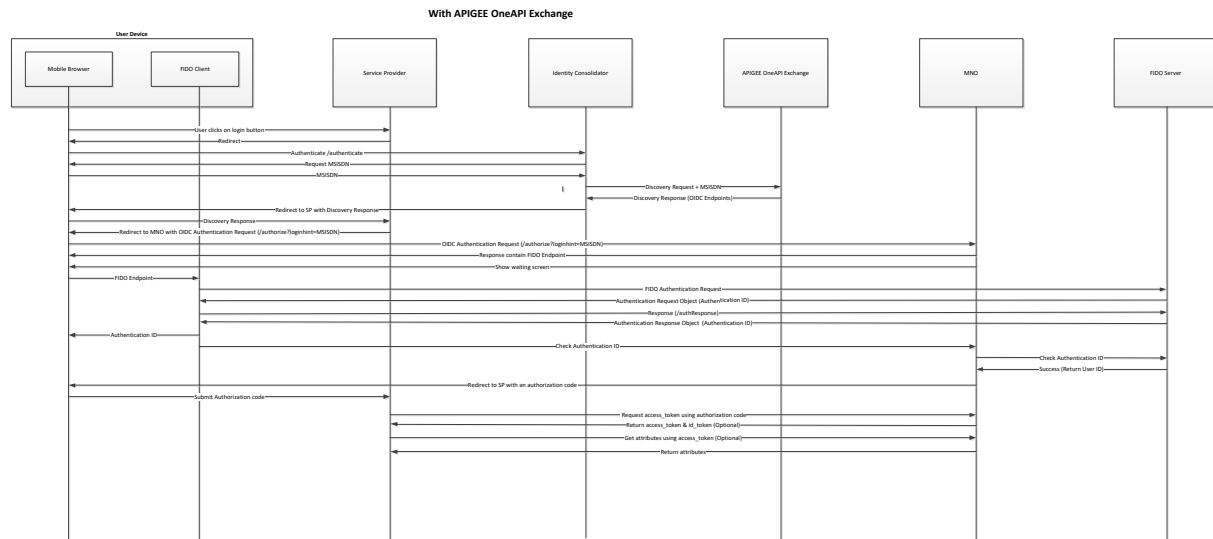 With APIGEE OneAPI Exchange
User Device
Mobile Browser
FIDO Client
Service Provider
Identity Consolidator
APIGEE OneAPI Exchange
MNO
FIDO Server
User clicks on login button
Redirect
Authenticate /authenticate
Request MSISDN
MSISDN
Discovery Request + MSISDN
Discovery Response (OIDC Endpoints)
Redirect to SP with Discovery Response
Discovery Response
Redirect to MNO with OIDC Authentication Request (/authorize?loginhint=MSISDN)
OIDC Authentication Request (/authorize?loginhint=MSISDN)
Response contain FIDO Endpoint
Show waiting screen
FIDO Endpoint
FIDO Authentication Request
Authentication Request Object (Authentication ID)
Response (/authResponse)
Authentication Response Object (Authentication ID)
Authentication ID
Check Authentication ID
Check Authentication ID
Success (Return User ID)
Redirect to SP with an authorization code
Submit Authorization code
Request access_token using authorization code
Return access_token & id_token (Optional)
Get attributes using access_token (Optional)
Return attributes